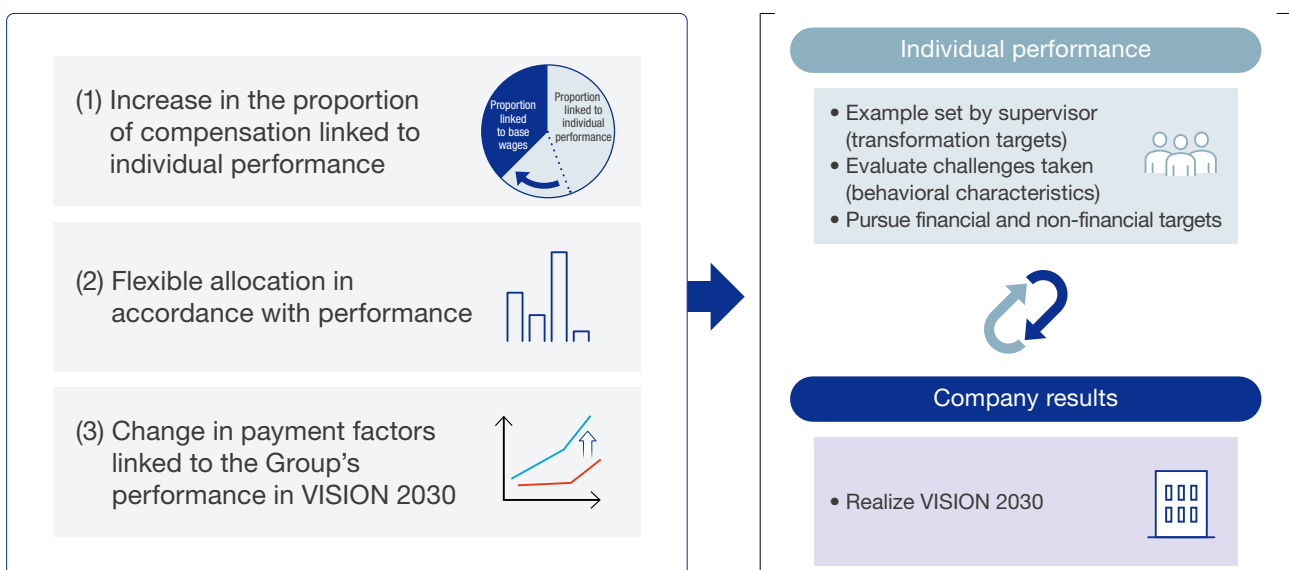 (1) Increase in the proportion
of compensation linked to
individual performance
Proportion
linked
to base
wages
Proportion
linked to
individual
performance
(2) Flexible allocation in
accordance with performance
(3) Change in payment factors
linked to the Group’s
performance in VISION 2030
Individual performance
• Example set by supervisor
(transformation targets)
• Evaluate challenges taken
(behavioral characteristics)
• Pursue financial and non-financial targets
Company results
• Realize VISION 2030